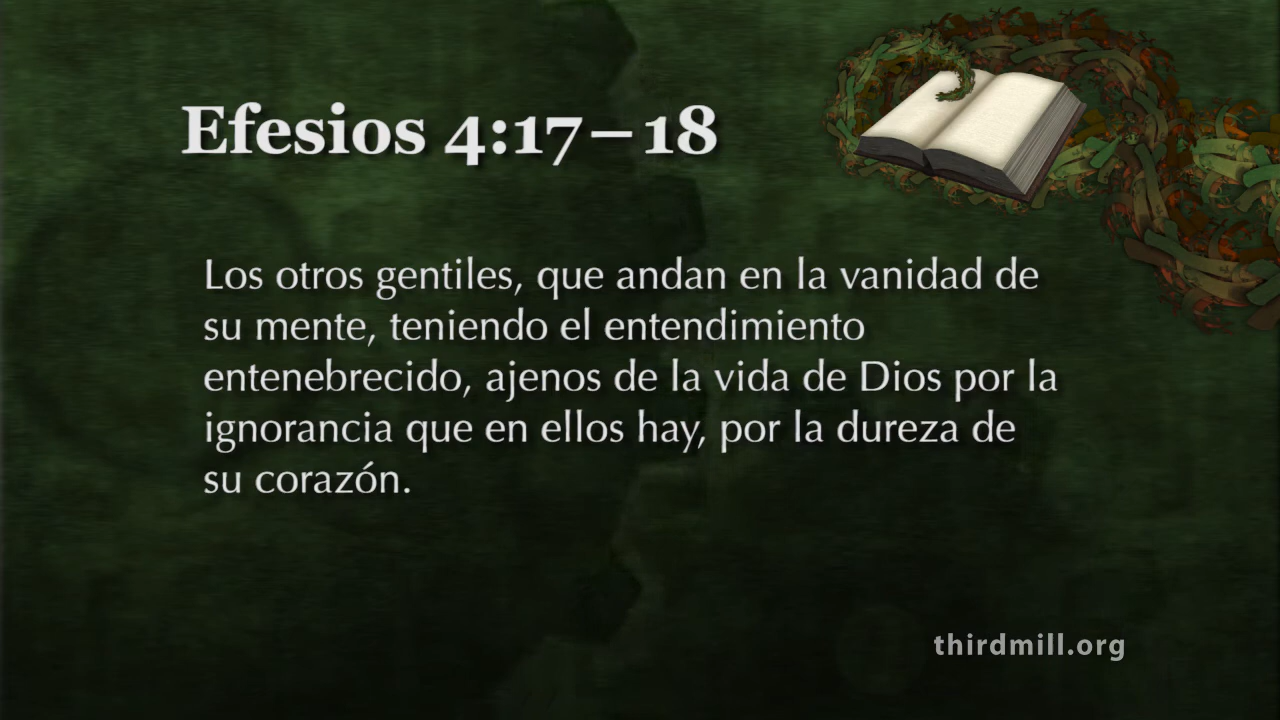 Efesios 4:17–18
Los otros gentiles, que andan en la vanidad de
su mente, teniendo el entendimiento
entenebrecido, ajenos de la vida de Dios por la
ignorancia que en ellos hay, por la dureza de
su corazón.
thirdmill.org